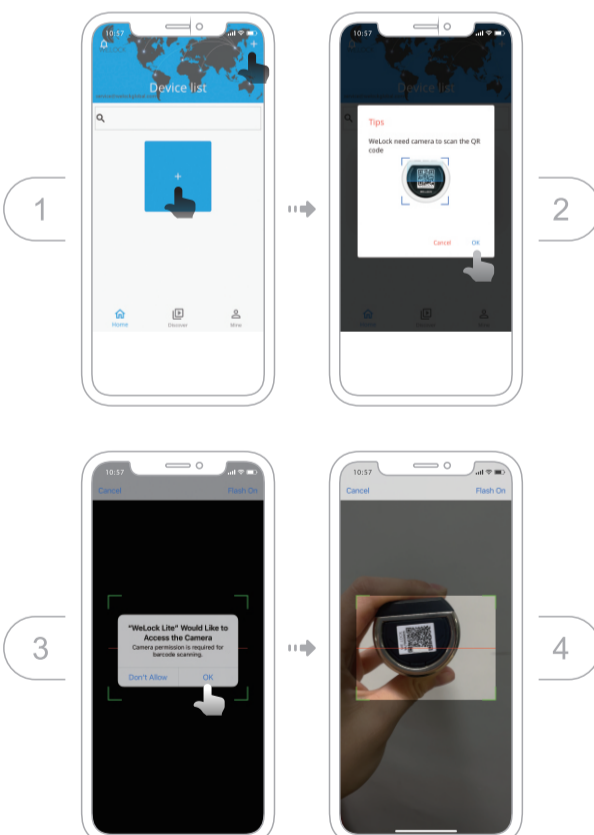 10:57
WELOCK
+
Device list
+
Home
Discover
Mine
1
10:57
Device list
Tips
WeLock need camera to scan the QR
code
Cancel
OK
2
10:57
Cancel
Flash On
"WeLock Lite" Would Like to
Access the Camera
Camera permission is required for
barcode scanning.
Don't Allow
OK
3
10:57
Cancel
Flash On
4